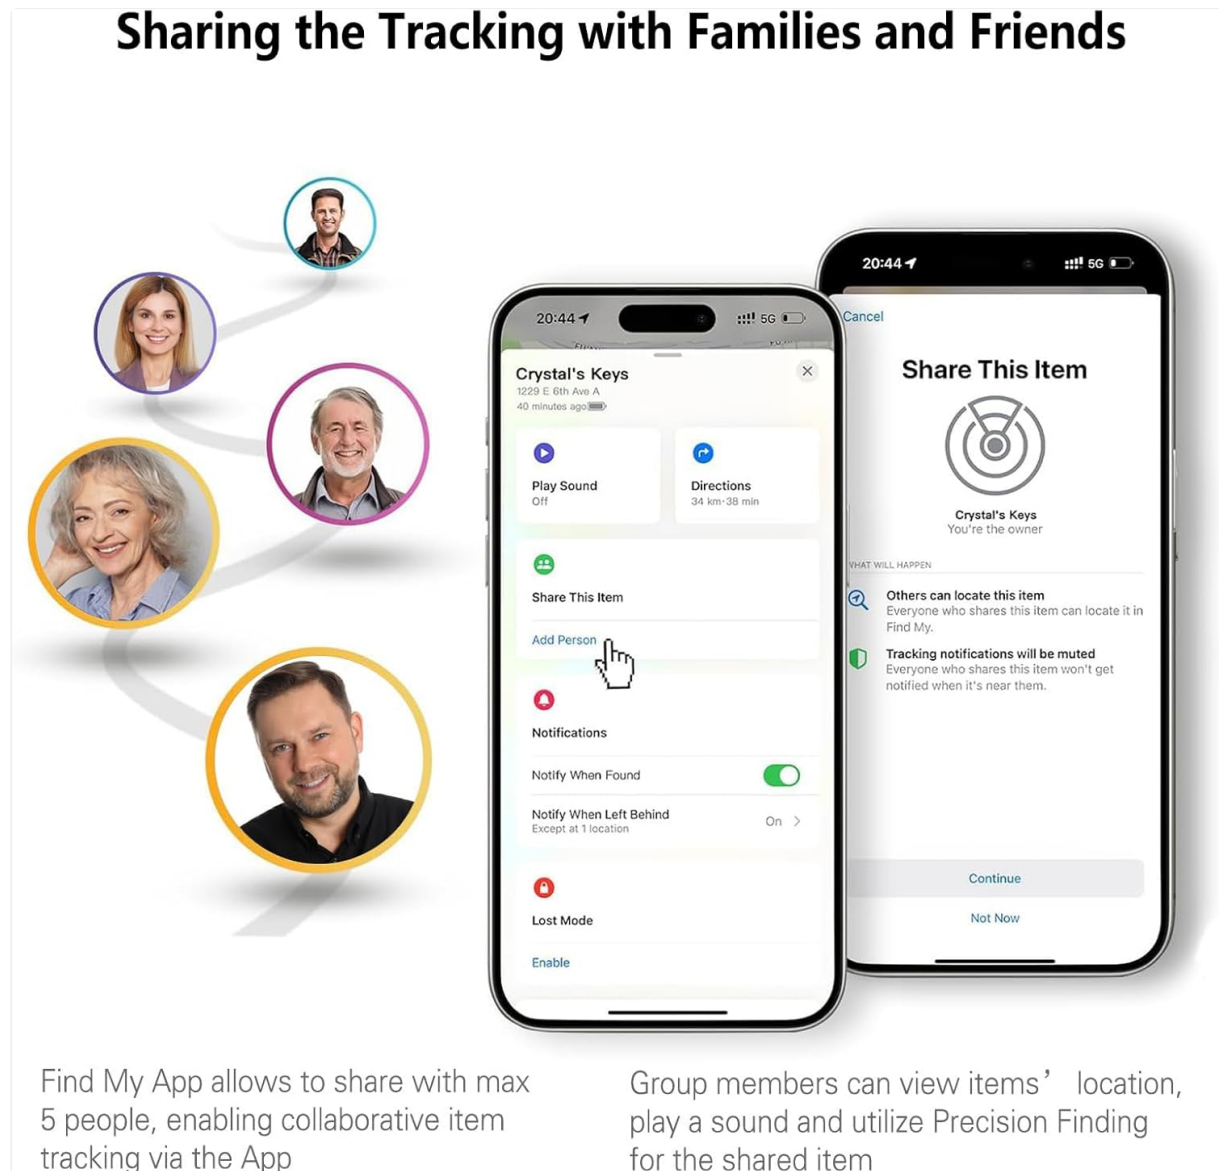 Sharing the Tracking with Families and Friends
20:44
5G
Crystal's Keys
1229 E 6th Ave A
40 minutes ago
Play Sound
Off
Directions
34 km·38 min
Share This Item
Add Person
Notifications
Notify When Found
Notify When Left Behind
Except at 1 location
On
Lost Mode
Enable
20:44
5G
Cancel
Share This Item
Crystal's Keys
You're the owner
WHAT WILL HAPPEN
Others can locate this item
Everyone who shares this item can locate it in
Find My.
Tracking notifications will be muted
Everyone who shares this item won't get
notified when it's near them.
Continue
Not Now
Find My App allows to share with max
5 people, enabling collaborative item
tracking via the App
Group members can view items’ location,
play a sound and utilize Precision Finding
for the shared item